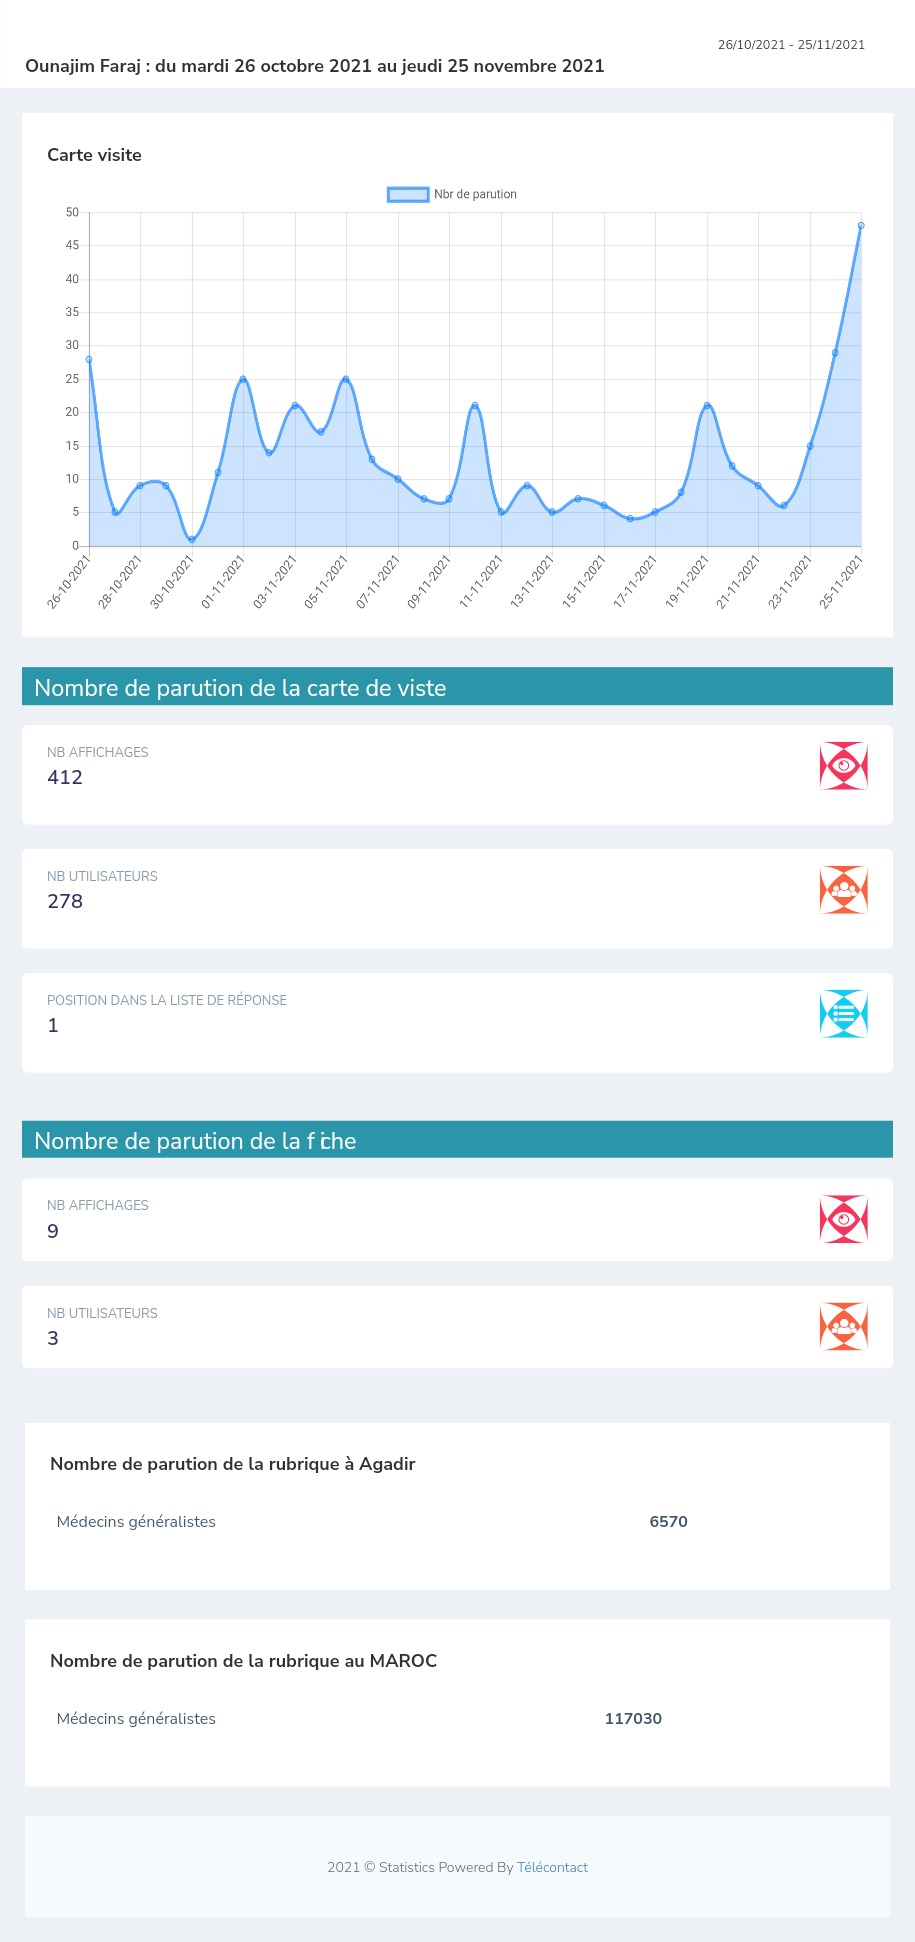 26/10/2021 - 25/11/2021
Ounajim Faraj : du mardi 26 octobre 2021 au jeudi 25 novembre 2021
Carte visite
Nbr de parution
50
45
40
35
30
25
20
15
10
5
0
26-10-2021
28-10-2021
30-10-2021
01-11-2021
03-11-2021
05-11-2021
07-11-2021
09-11-2021
11-11-2021
13-11-2021
15-11-2021
17-11-2021
19-11-2021
21-11-2021
23-11-2021
25-11-2021
Nombre de parution de la carte de viste
NB AFFICHAGES
412
NB UTILISATEURS
278
POSITION DANS LA LISTE DE RÉPONSE
1
Nombre de parution de la fiche
NB AFFICHAGES
9
NB UTILISATEURS
3
Nombre de parution de la rubrique à Agadir
Médecins généralistes 6570
Nombre de parution de la rubrique au MAROC
Médecins généralistes 117030
2021 © Statistics Powered By Télécontact